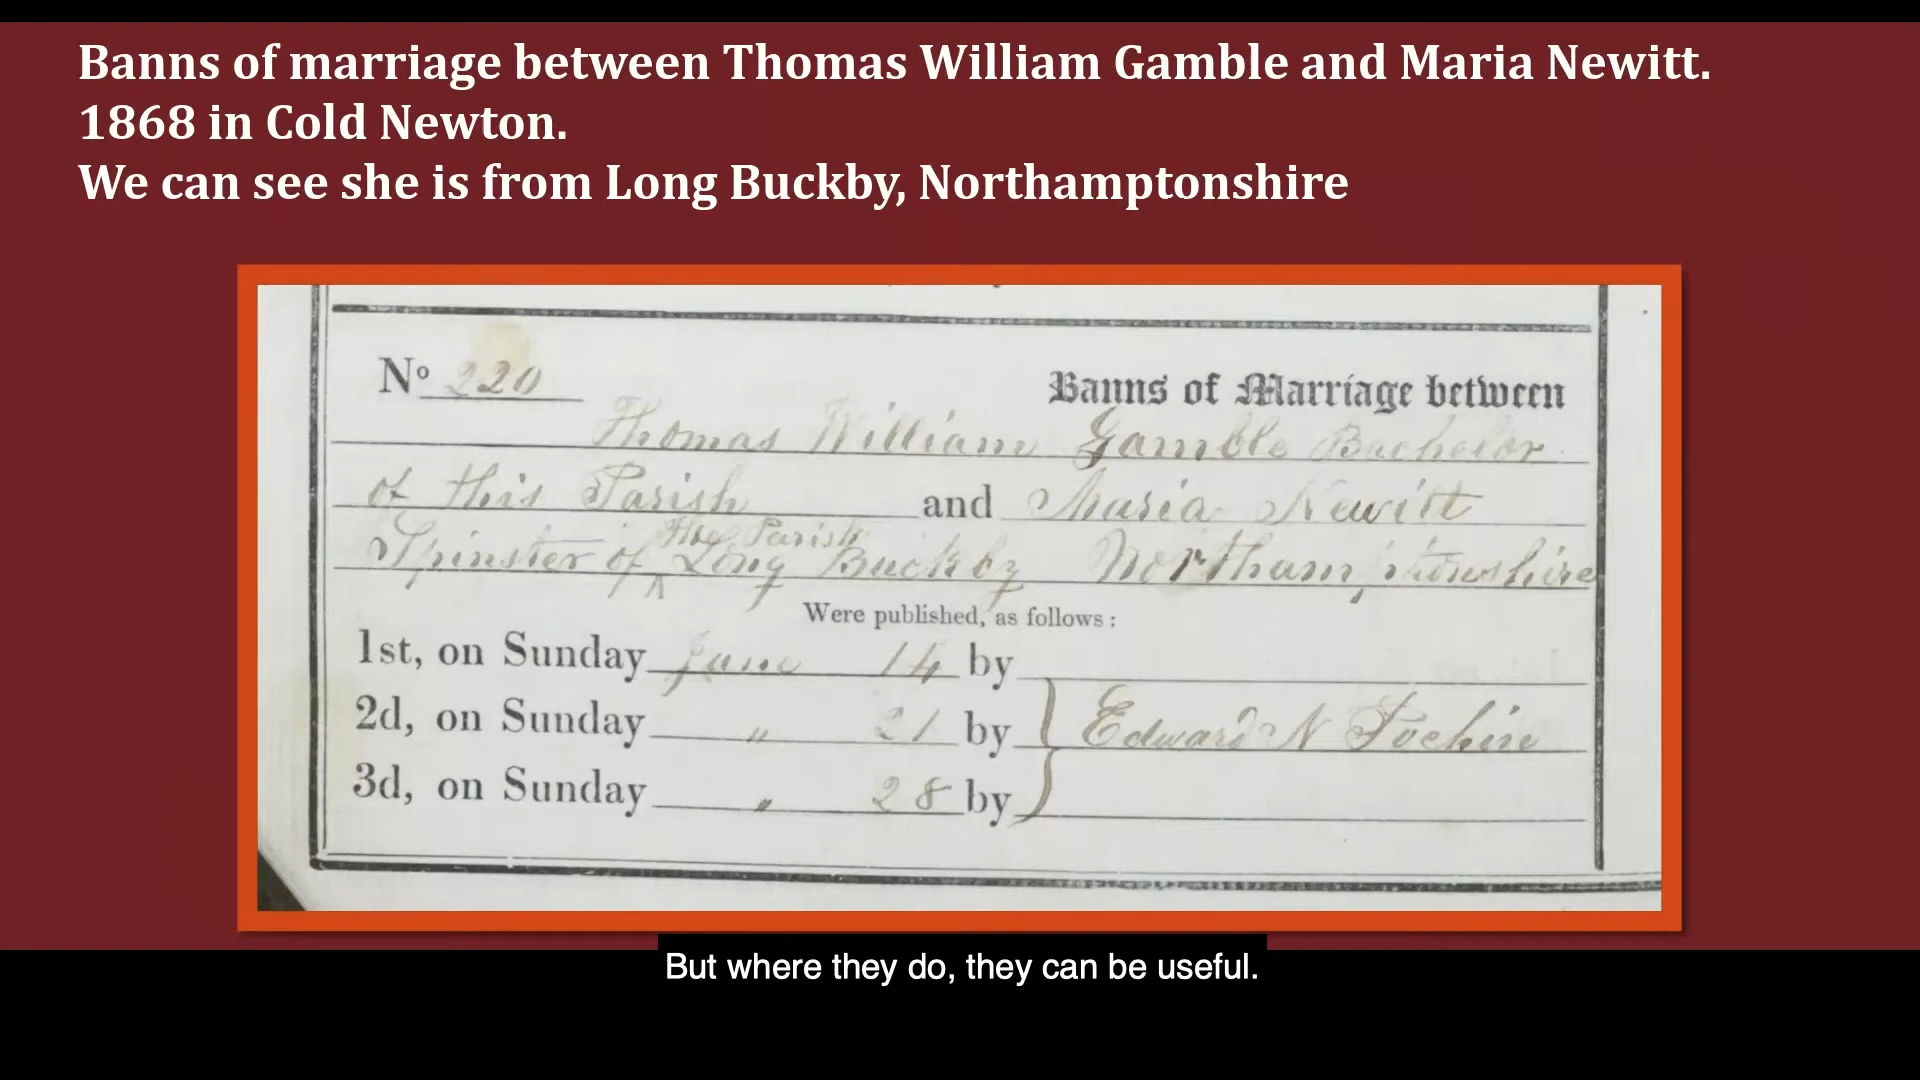 Banns of marriage between Thomas William Gamble and Maria Newitt.
1868 in Cold Newton.
We can see she is from Long Buckby, Northamptonshire
Nº 220
Banns of Marriage between
Thomas William Gamble Bachelor
of this Parish and Maria Newitt
the Parish
Spinster of ^ Long Buckby Northamptonshire
Were published, as follows:
1st, on Sunday June 14 by
2d, on Sunday " 21 by } Edward N
3d, on Sunday " 28 by
But where they do, they can be useful.